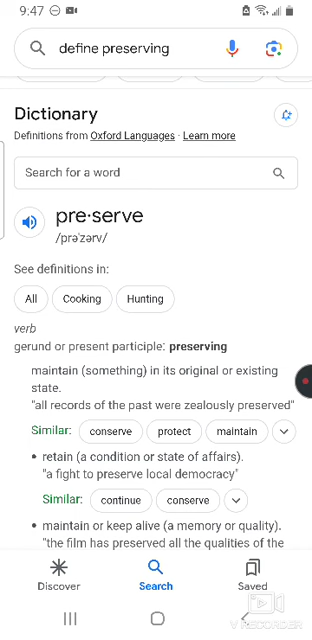 9:47
define preserving
Dictionary
Definitions from Oxford Languages · Learn more
Search for a word
pre·serve
/prəˈzərv/
See definitions in:
All Cooking Hunting
verb
gerund or present participle: preserving
maintain (something) in its original or existing
state.
"all records of the past were zealously preserved"
Similar: conserve protect maintain
• retain (a condition or state of affairs).
"a fight to preserve local democracy"
Similar: continue conserve
• maintain or keep alive (a memory or quality).
"the film has preserved all the qualities of the
Discover Search Saved
V RECORDER